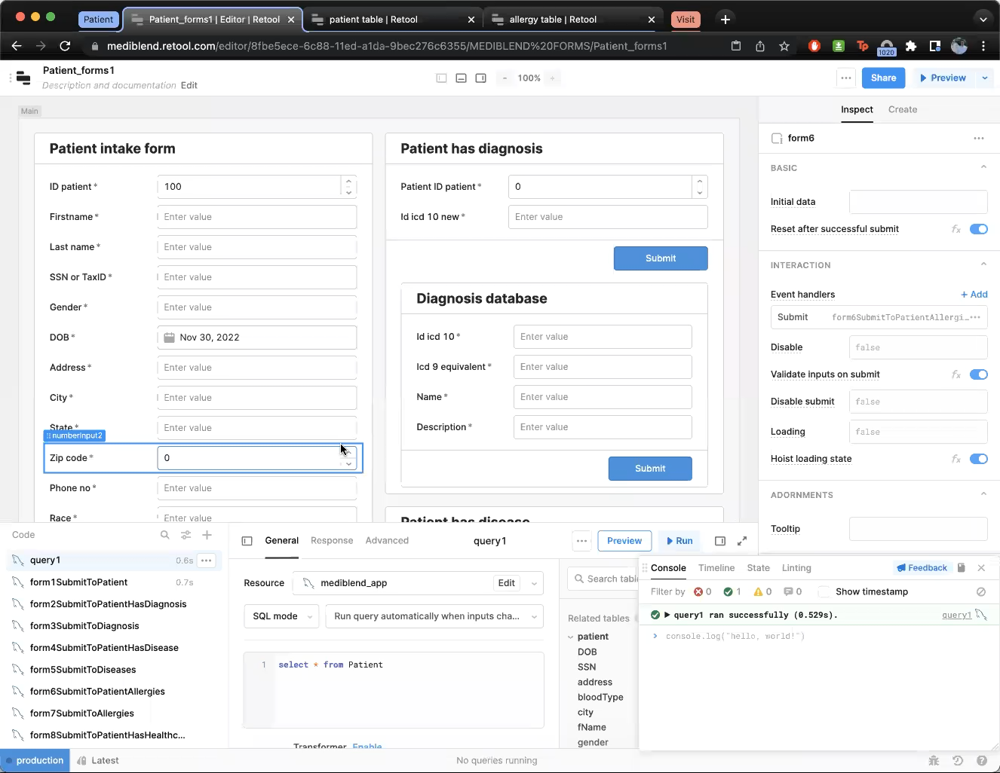 Patient
Patient_forms1 | Editor | Retool
patient table | Retool
allergy table | Retool
Visit
mediblend.retool.com/editor/8fbe5ece-6c88-11ed-a1da-9bec276c6355/MEDIBLEND%20FORMS/Patient_forms1
Tp
1020
Patient_forms1
Description and documentation Edit
100%
Share
Preview
Main
Patient intake form
ID patient * 100
Firstname * Enter value
Last name * Enter value
SSN or TaxID * Enter value
Gender * Enter value
DOB * Nov 30, 2022
Address * Enter value
City * Enter value
State * Enter value
numberInput2
Zip code * 0
Phone no * Enter value
Race * Enter value
Patient has diagnosis
Patient ID patient * 0
Id icd 10 new * Enter value
Submit
Diagnosis database
Id icd 10 * Enter value
Icd 9 equivalent * Enter value
Name * Enter value
Description * Enter value
Submit
Patient has disease
Inspect Create
form6
BASIC
Initial data
Reset after successful submit fx
INTERACTION
Event handlers + Add
Submit form6SubmitToPatientAllergi…
Disable false
Validate inputs on submit fx
Disable submit false
Loading false
Hoist loading state fx
ADORNMENTS
Tooltip
Code
query1 0.6s
form1SubmitToPatient 0.7s
form2SubmitToPatientHasDiagnosis
form3SubmitToDiagnosis
form4SubmitToPatientHasDisease
form5SubmitToDiseases
form6SubmitToPatientAllergies
form7SubmitToAllergies
form8SubmitToPatientHasHealthc...
General Response Advanced query1 Preview Run
Resource mediblend_app Edit
SQL mode Run query automatically when inputs cha...
1 select * from Patient
Transformer Enable
Search table
Related tables
patient
DOB
SSN
address
bloodType
city
fName
gender
Console Timeline State Linting Feedback
Filter by 0 1 0 0 Show timestamp
query1 ran successfully (0.529s). query1
> console.log("hello, world!")
production Latest No queries running